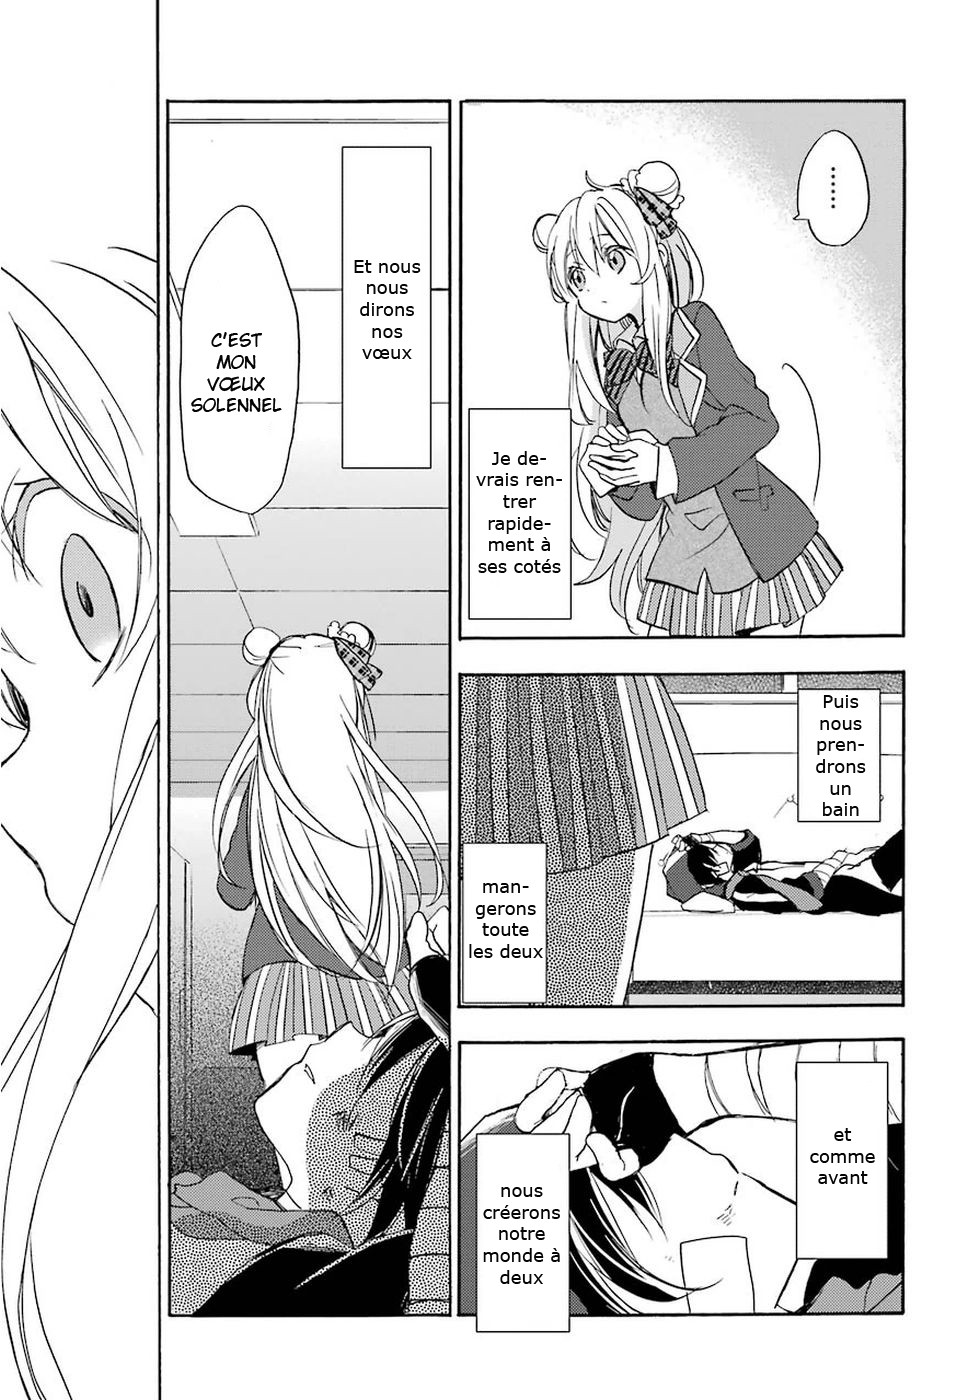 .......
Je de-
vrais ren-
trer
rapide-
ment à
ses cotés
Puis
nous
pren-
drons
un
bain
man-
gerons
toute
les deux
et
comme
avant
nous
créerons
notre
monde à
deux
Et nous
nous
dirons
nos
vœux
C'EST
MON
VŒUX
SOLENNEL